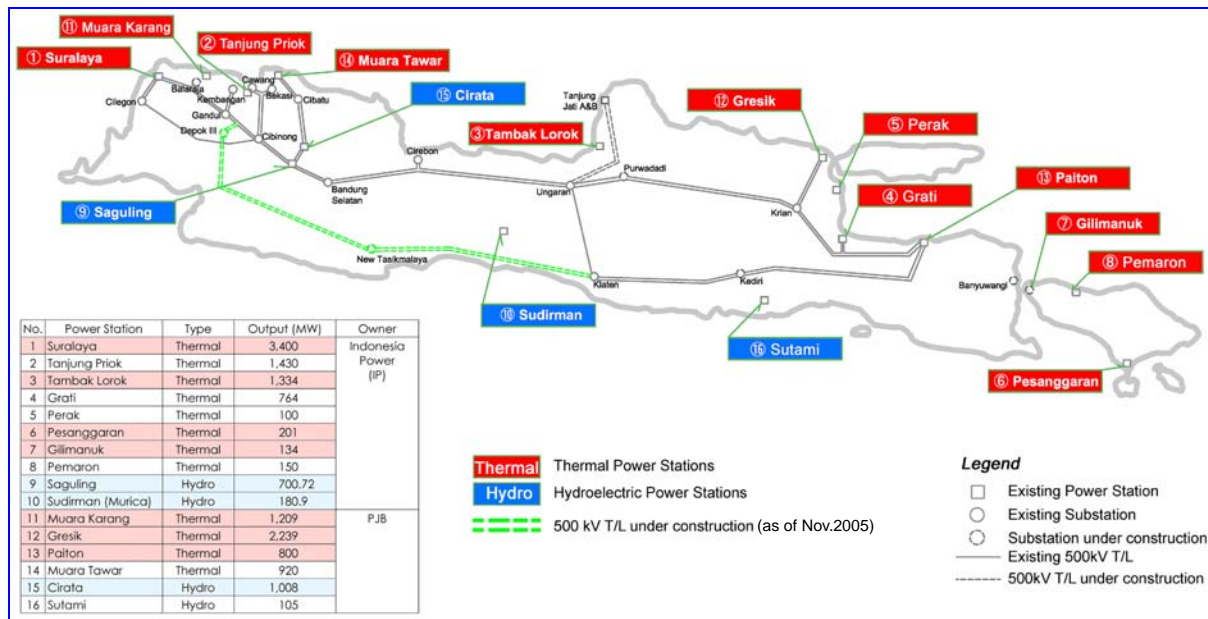 ⑪ Muara Karang
② Tanjung Priok
① Suralaya
⑭ Muara Tawar
⑮ Cirata
⑫ Gresik
③Tambak Lorok
⑤ Perak
④ Grati
⑬ Paiton
⑦ Gilimanuk
⑧ Pemaron
⑨ Saguling
⑩ Sudirman
⑯ Sutami
⑥ Pesanggaran
Cilegon
Balaraja
Kembangan
Gandul
Depok III
Cawang
Bekasi
Cibatu
Cibinong
Bandung
Selatan
Cirebon
Tanjung
Jati A&B
Ungaran
Purwadadi
Krian
New Tasikmalaya
Klaten
Kediri
Banyuwangi
No. Power Station Type Output (MW) Owner
1 Suralaya Thermal 3,400 Indonesia
2 Tanjung Priok Thermal 1,430 Power
3 Tambak Lorok Thermal 1,334 (IP)
4 Grati Thermal 764
5 Perak Thermal 100
6 Pesanggaran Thermal 201
7 Gilimanuk Thermal 134
8 Pemaron Thermal 150
9 Saguling Hydro 700.72
10 Sudirman (Murica) Hydro 180.9
11 Muara Karang Thermal 1,209 PJB
12 Gresik Thermal 2,239
13 Paiton Thermal 800
14 Muara Tawar Thermal 920
15 Cirata Hydro 1,008
16 Sutami Hydro 105
Thermal Thermal Power Stations
Hydro Hydroelectric Power Stations
500 kV T/L under construction (as of Nov.2005)
Legend
Existing Power Station
Existing Substation
Substation under construction
Existing 500kV T/L
500kV T/L under construction